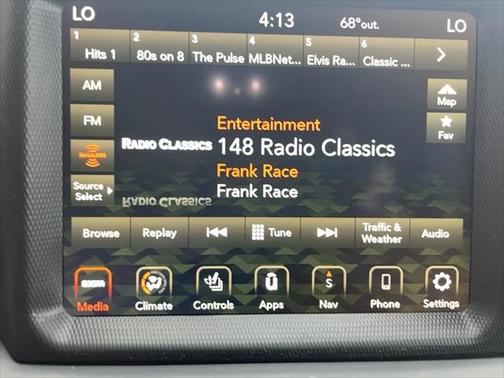 LO 4:13 68°out. LO
1 2 3 4 5 6
Hits 1 80s on 8 The Pulse MLBNet... Elvis Ra... Classic ...
AM
Map
FM
Entertainment
Fav
RADIO CLASSICS 148 Radio Classics
SiriusXM
Frank Race
Source
Select
Frank Race
RADIO CLASSICS
Browse Replay Tune Traffic &
Weather Audio
S
Media Climate Controls Apps Nav Phone Settings